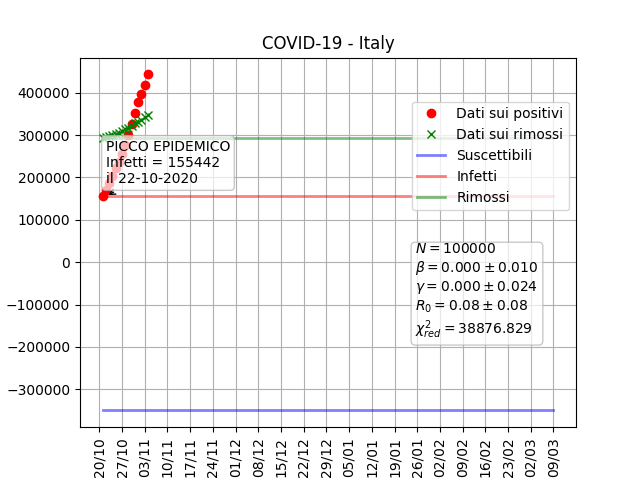 COVID-19 - Italy
400000
300000
200000
100000
0
−100000
−200000
−300000
Dati sui positivi
Dati sui rimossi
Suscettibili
Infetti
Rimossi
PICCO EPIDEMICO
Infetti = 155442
il 22-10-2020
N = 100000
β = 0.000 ± 0.010
γ = 0.000 ± 0.024
R₀ = 0.08 ± 0.08
χ²red = 38876.829
20/10
27/10
03/11
10/11
17/11
24/11
01/12
08/12
15/12
22/12
29/12
05/01
12/01
19/01
26/01
02/02
09/02
16/02
23/02
02/03
09/03